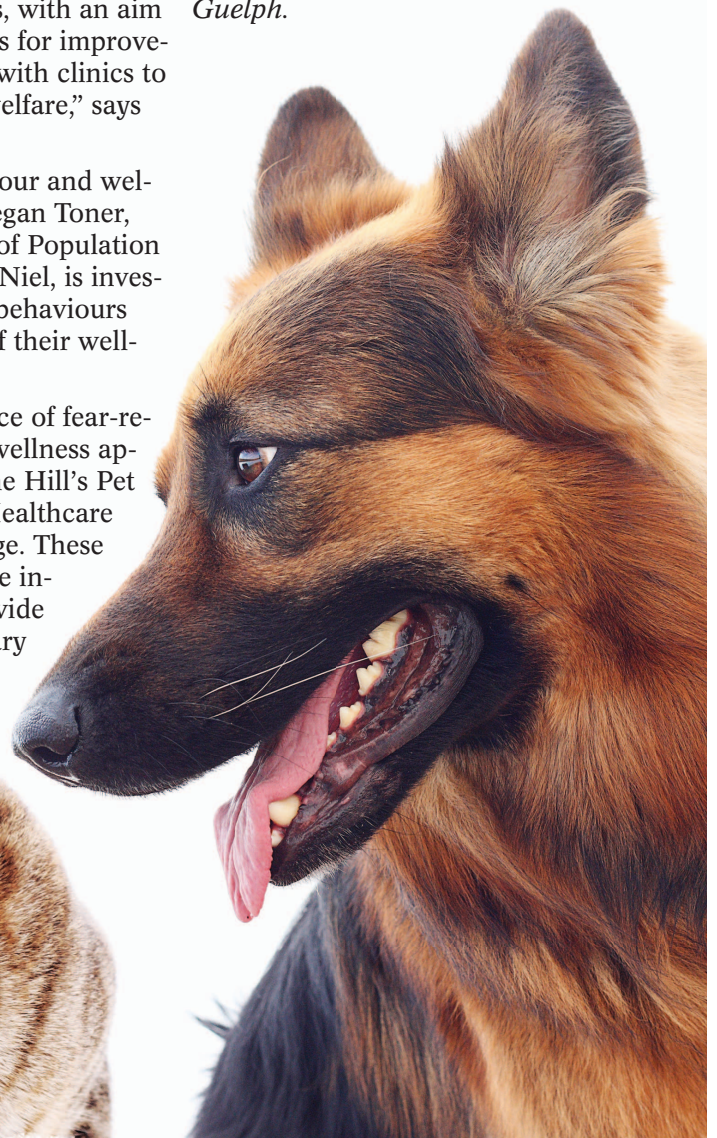 s, with an aim
s for improve-
with clinics to
elfare,” says
our and wel-
egan Toner,
of Population
Niel, is inves-
behaviours
f their well-
ce of fear-re-
wellness ap-
e Hill’s Pet
Healthcare
ge. These
e in-
vide
ry
Guelph.